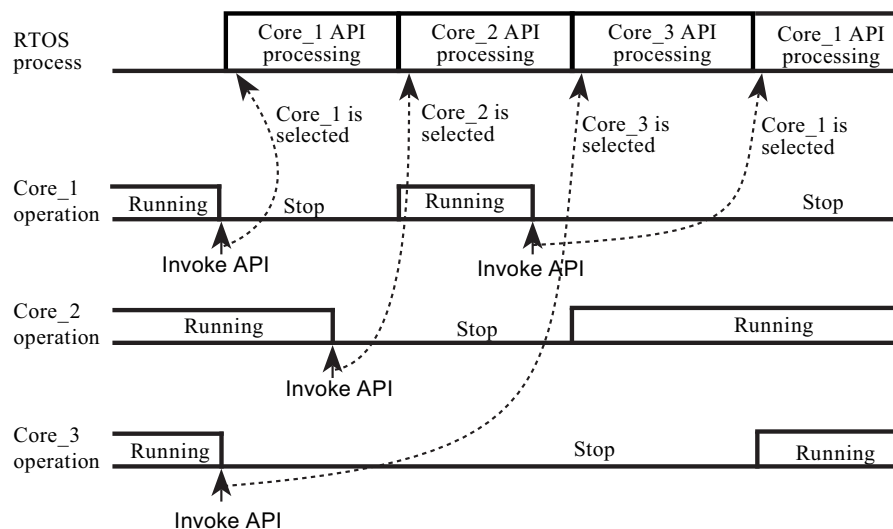 RTOS
process
Core_1 API
processing
Core_2 API
processing
Core_3 API
processing
Core_1 API
processing
Core_1 is
selected
Core_2 is
selected
Core_3 is
selected
Core_1 is
selected
Core_1
operation
Running
Stop
Running
Stop
Invoke API
Invoke API
Core_2
operation
Running
Stop
Running
Invoke API
Core_3
operation
Running
Stop
Running
Invoke API